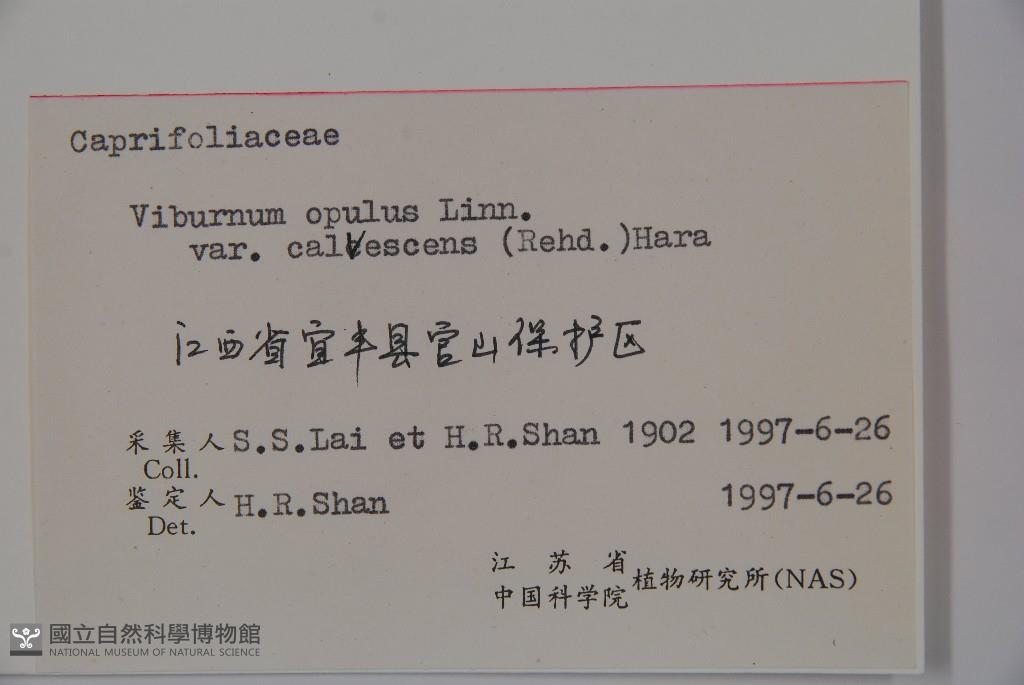 Caprifoliaceae
Viburnum opulus Linn.
var. calvescens (Rehd.)Hara
江西省宜丰县官山保护区
采集人 S.S.Lai et H.R.Shan 1902 1997-6-26
Coll.
鉴定人 H.R.Shan 1997-6-26
Det.
江苏省
中国科学院 植物研究所(NAS)
國立自然科學博物館
NATIONAL MUSEUM OF NATURAL SCIENCE